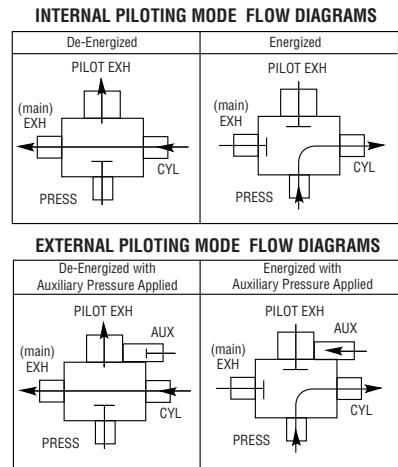 INTERNAL PILOTING MODE FLOW DIAGRAMS
De-Energized
Energized
PILOT EXH
(main)
EXH
CYL
PRESS
PILOT EXH
(main)
EXH
CYL
PRESS
EXTERNAL PILOTING MODE FLOW DIAGRAMS
De-Energized with
Auxiliary Pressure Applied
Energized with
Auxiliary Pressure Applied
PILOT EXH
AUX
(main)
EXH
CYL
PRESS
PILOT EXH
AUX
(main)
EXH
CYL
PRESS